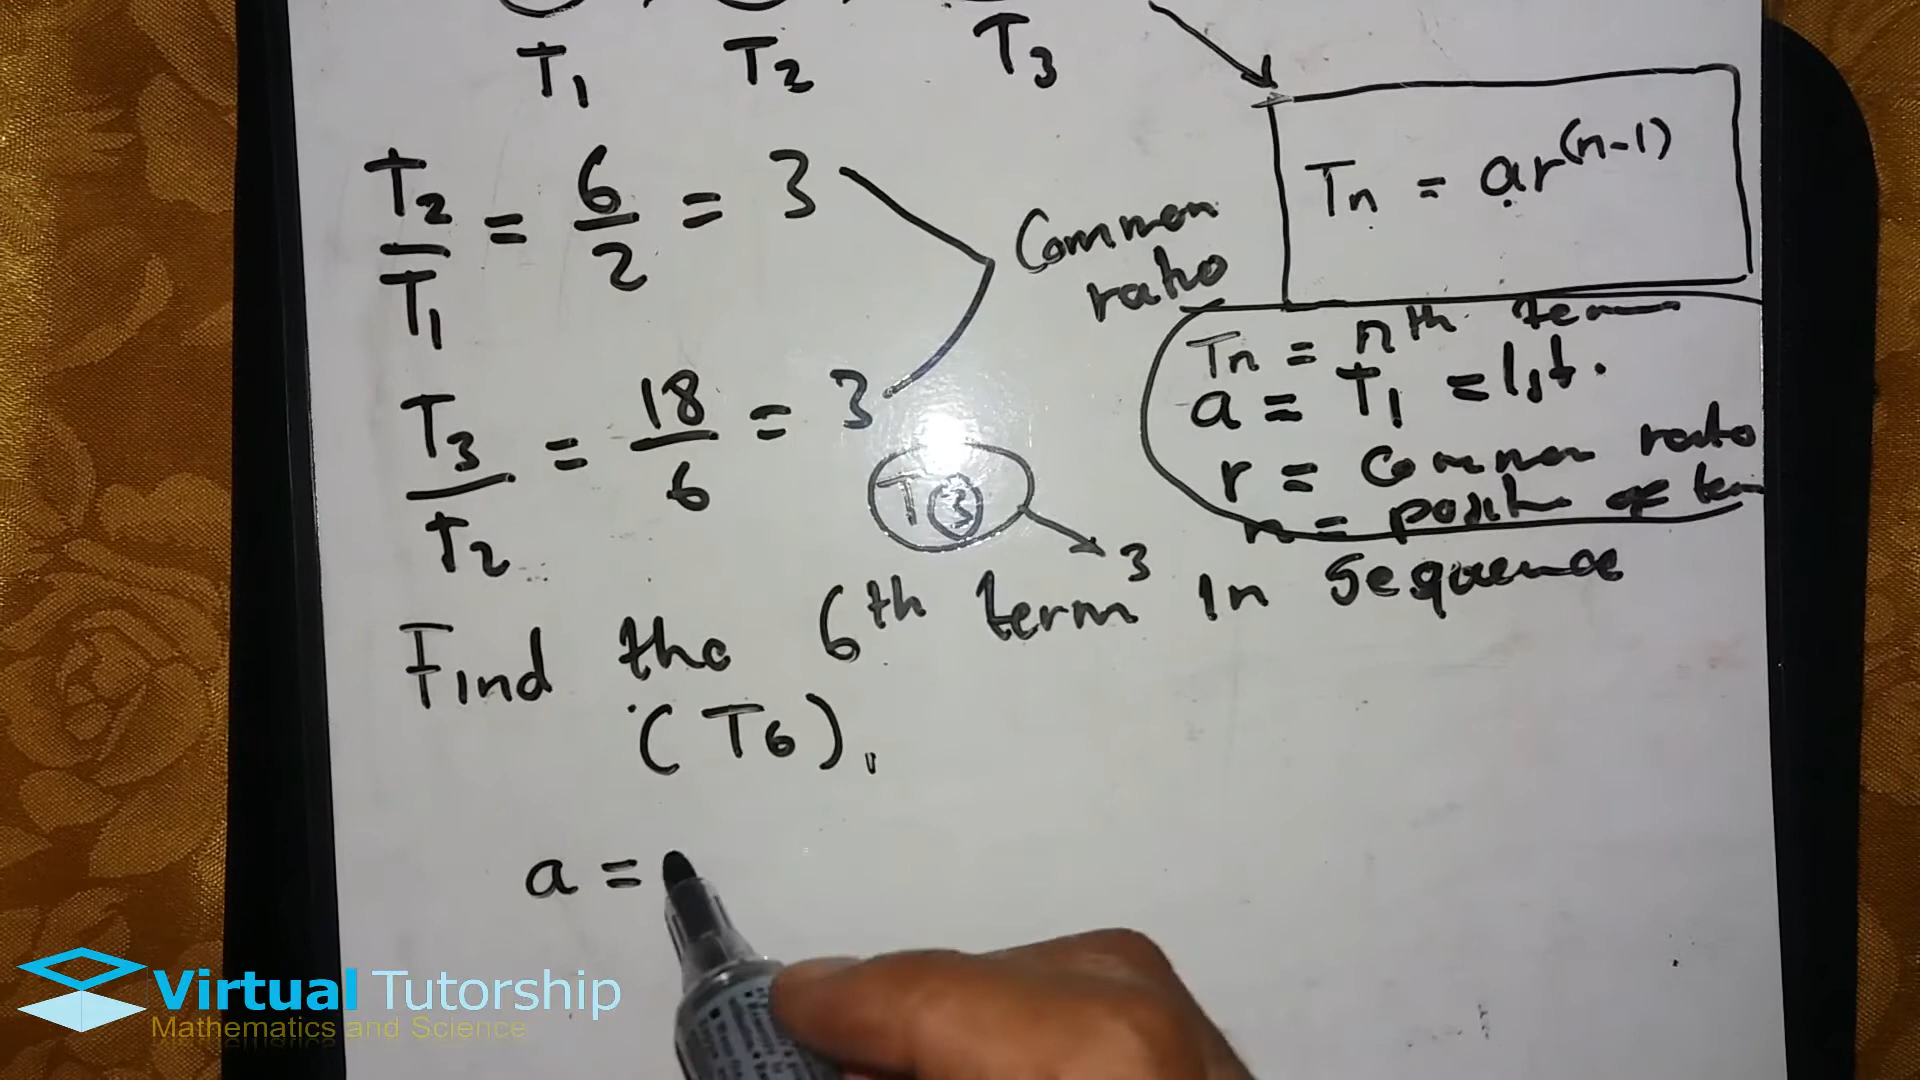 T1 T2 T3
T2/T1 = 6/2 = 3
Common ratio
Tn = ar^(n-1)
T3/T2 = 18/6 = 3
T3
3
Tn = nth term
a = T1 = 1st.
r = Common ratio
n = of term
Find the 6th term in Sequence
(T6).
a =
Virtual Tutorship
Mathematics and Science